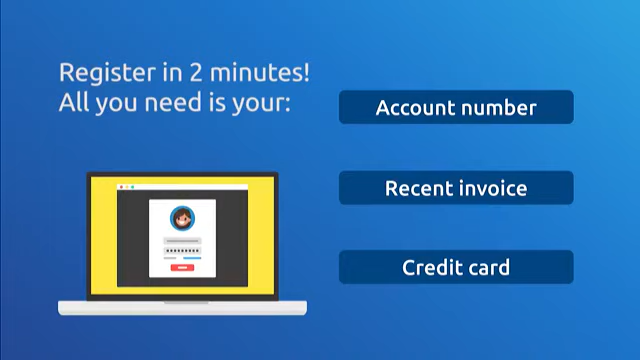 Register in 2 minutes!
All you need is your:
Account number
Recent invoice
Credit card